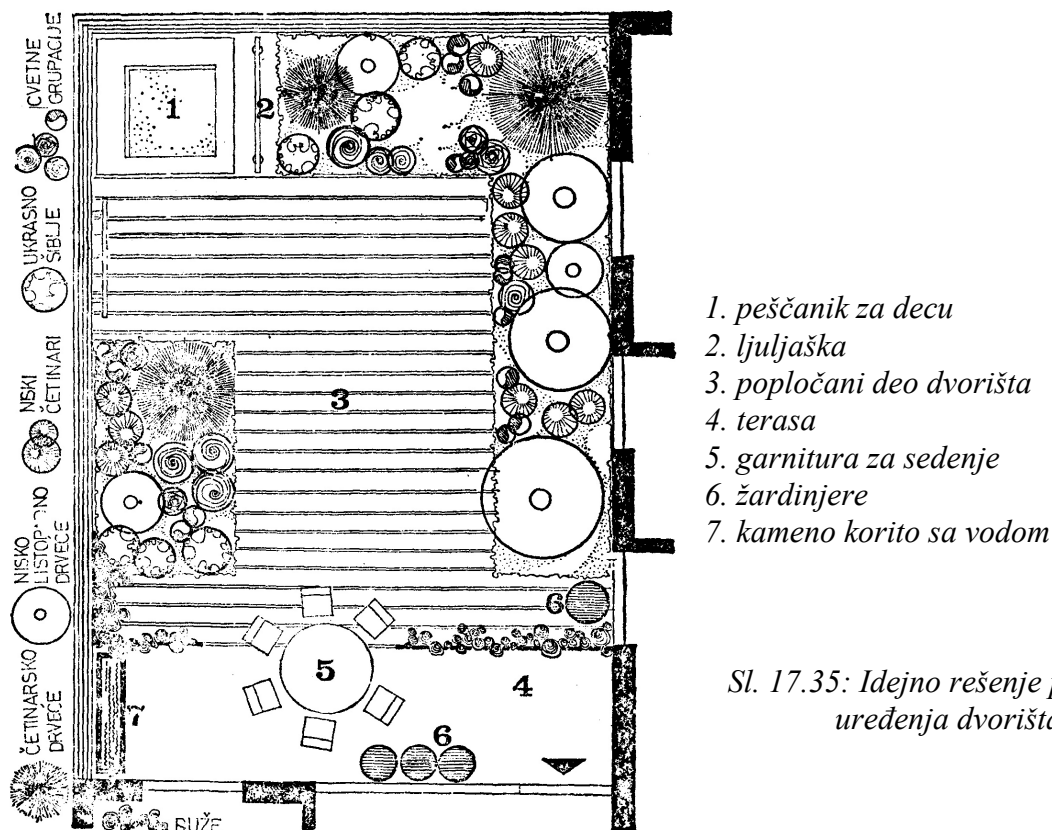 CVETNE
GRUPACIJE
UKRASNO
ŠIBLJE
NISKI
ČETINARI
NISKO
DRVEĆE
ČETINARSKO
DRVEĆE
1
2
3
4
5
6
6
7
RUŽE
1. peščanik za decu
2. ljuljaška
3. popločani deo dvorišta
4. terasa
5. garnitura za sedenje
6. žardinjere
7. kameno korito sa vodom
Sl. 17.35: Idejno rešenje p
uređenja dvorišta